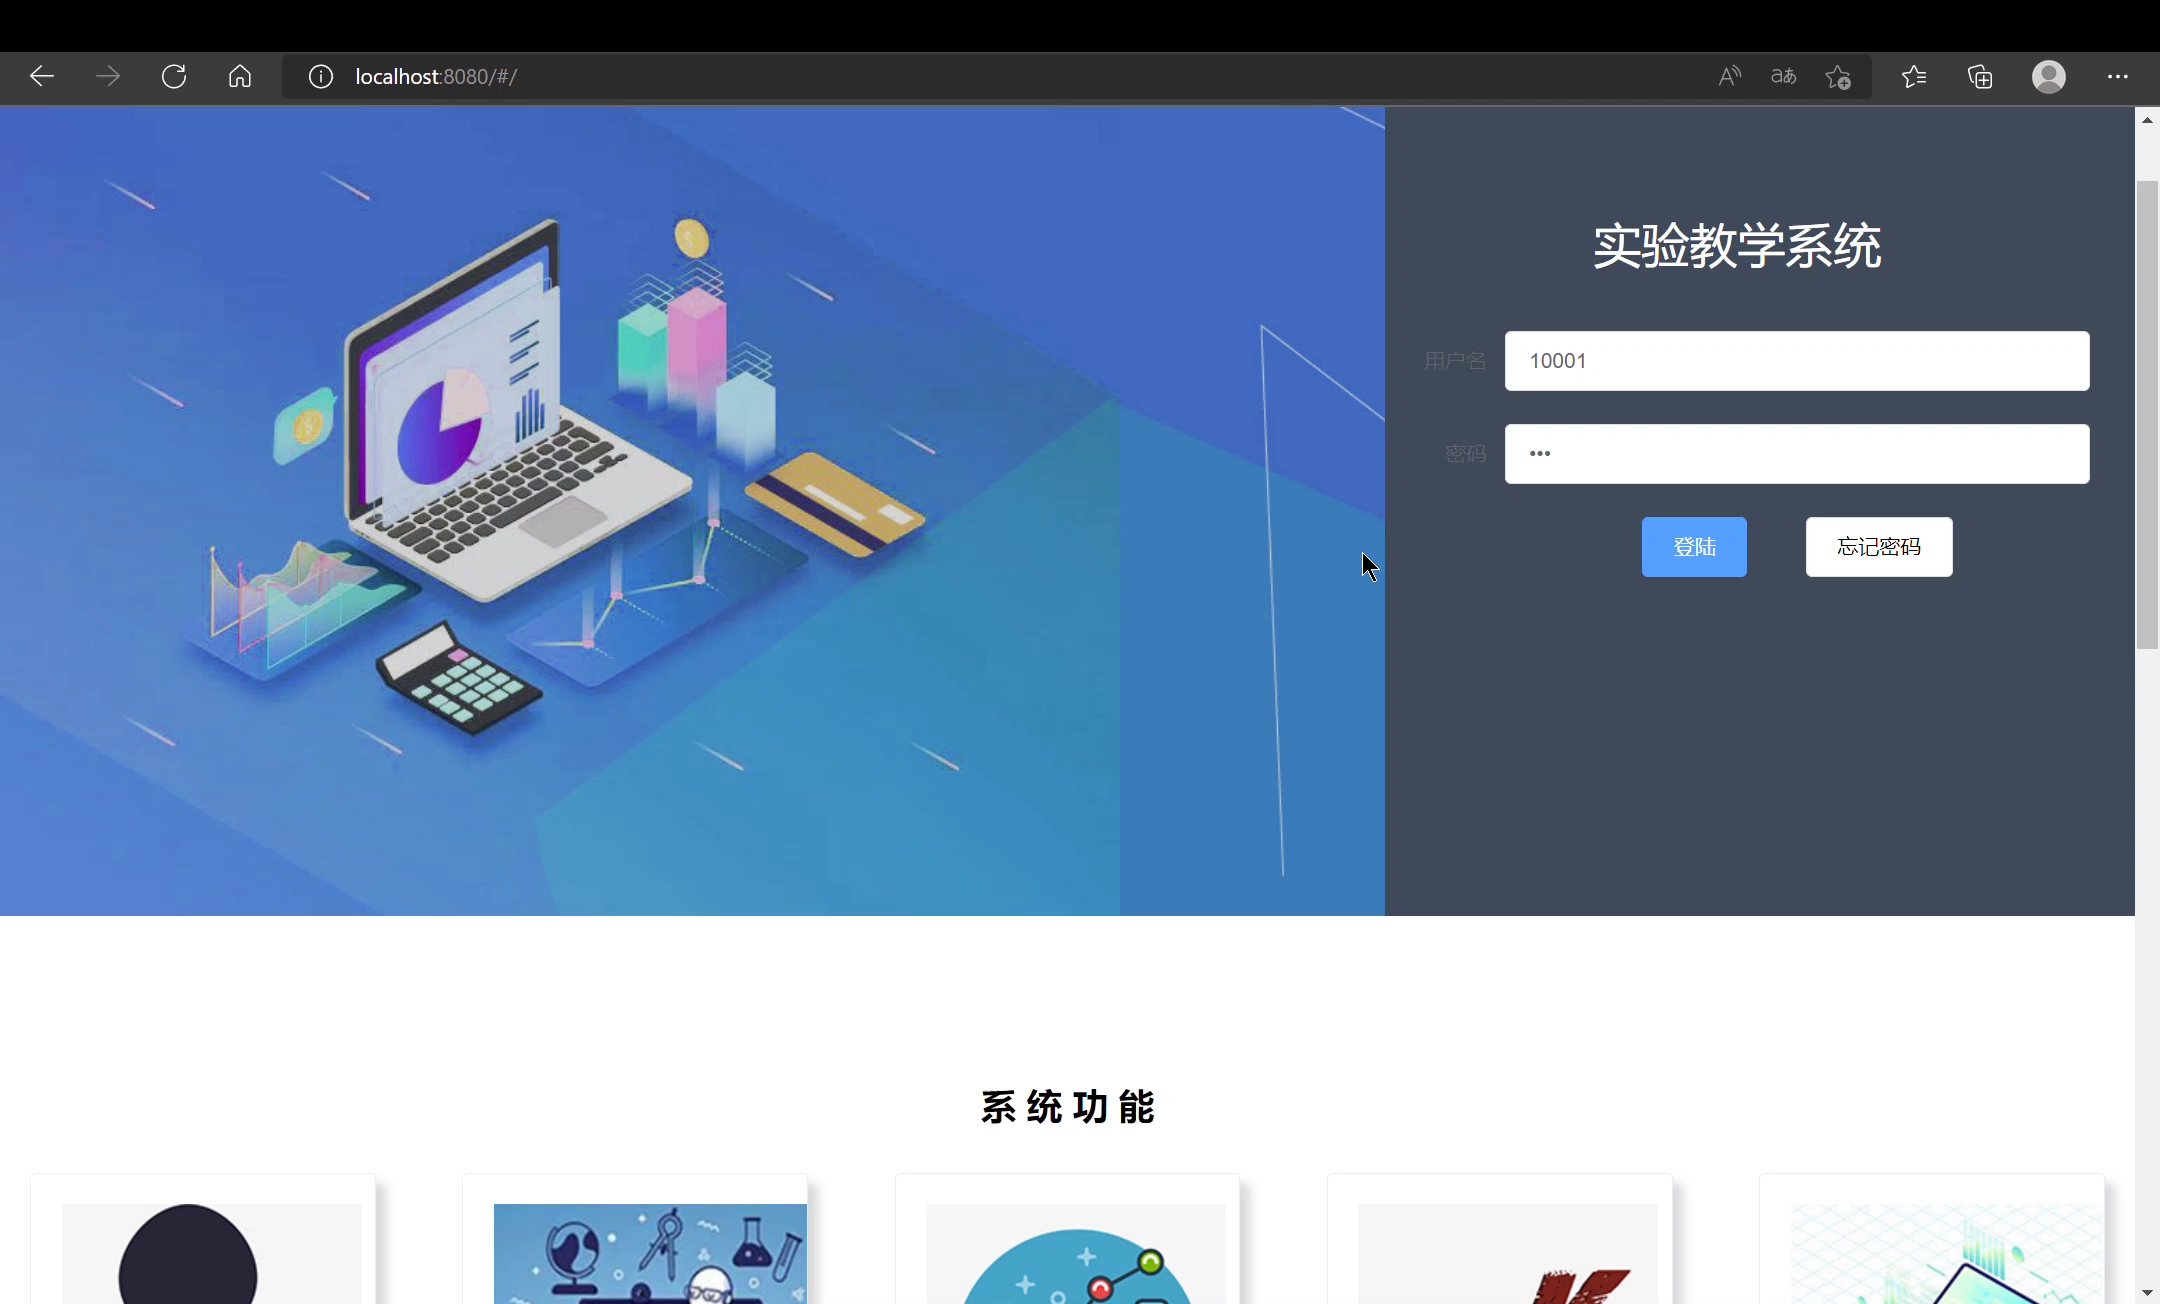 localhost:8080/#/
实验教学系统
用户名 10001
密码 •••
登陆 忘记密码
系统功能